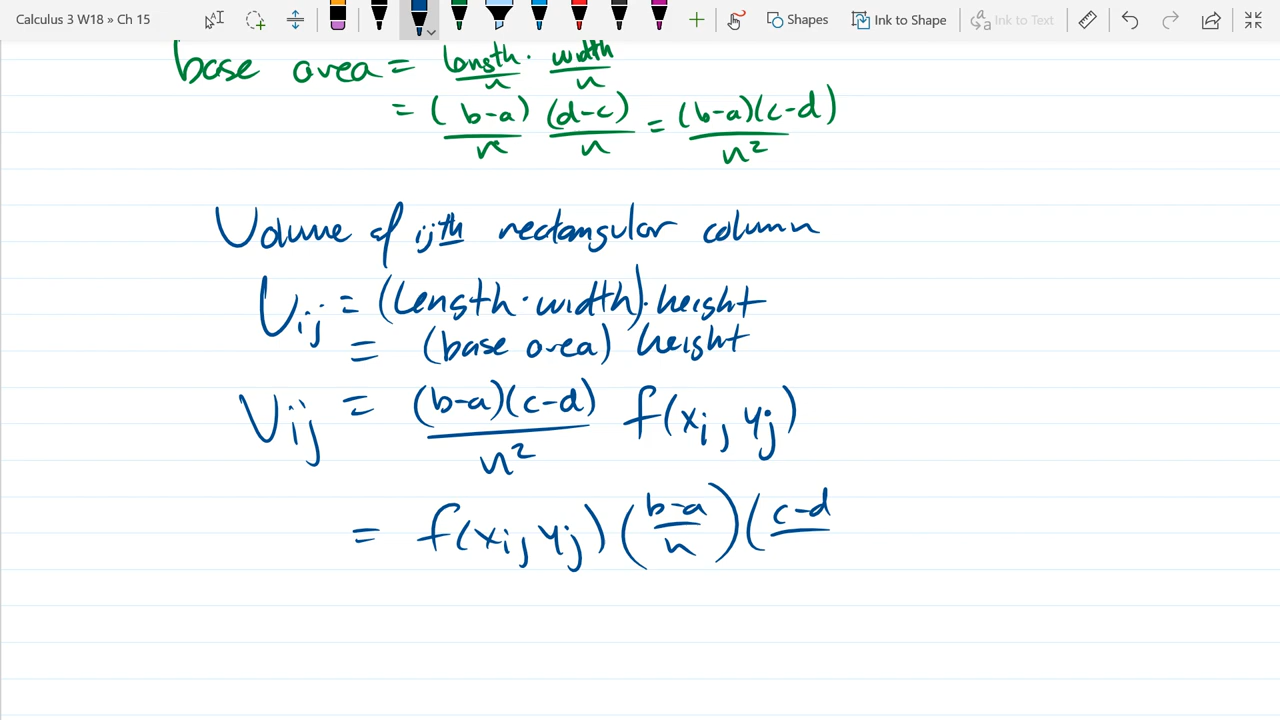 Calculus 3 W18 » Ch 15
Shapes
Ink to Shape
Ink to Text
base area = length/n · width/n
= (b-a)/n (d-c)/n = (b-a)(c-d)/n²
Volume of ijth rectangular column
Vij = (length · width) · height
= (base area) height
Vij = (b-a)(c-d)/n² f(xi, yj)
= f(xi, yj) (b-a/n) (c-d